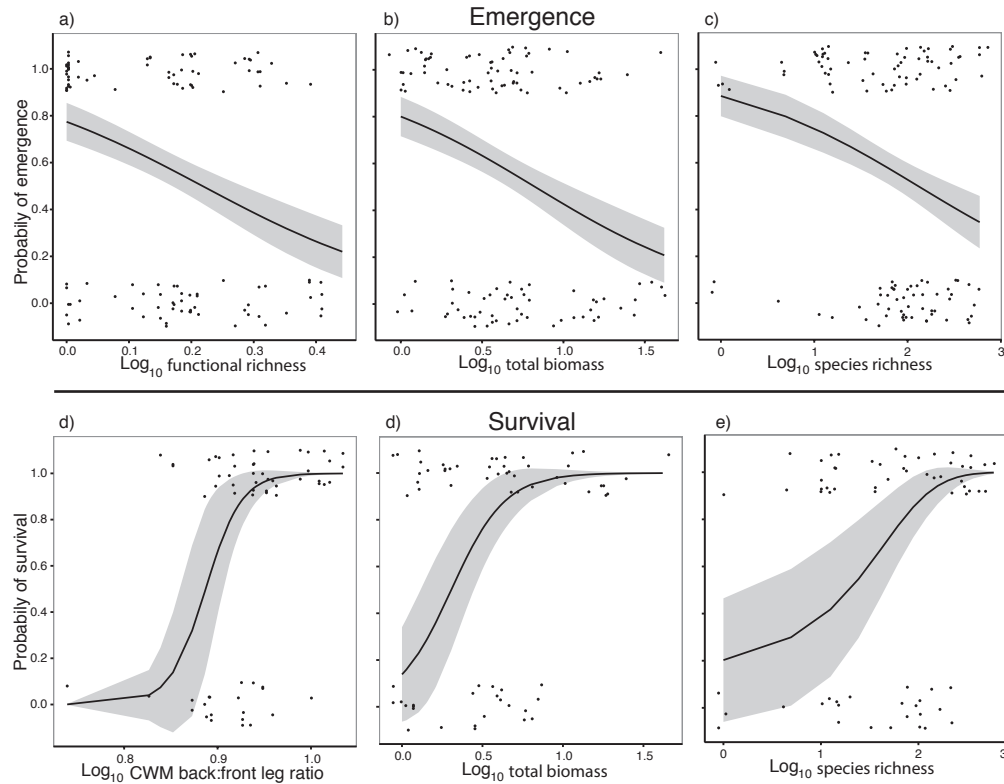 Emergence
a)
b)
c)
Probabily of emergence
1.0
0.8
0.6
0.4
0.2
0.0
0.0 0.1 0.2 0.3 0.4
0.0 0.5 1.0 1.5
0 1 2 3
Log10 functional richness
Log10 total biomass
Log10 species richness
Survival
d)
d)
e)
Probabily of survival
1.0
0.8
0.6
0.4
0.2
0.0
0.8 0.9 1.0
0.0 0.5 1.0 1.5
0 1 2 3
Log10 CWM back:front leg ratio
Log10 total biomass
Log10 species richness